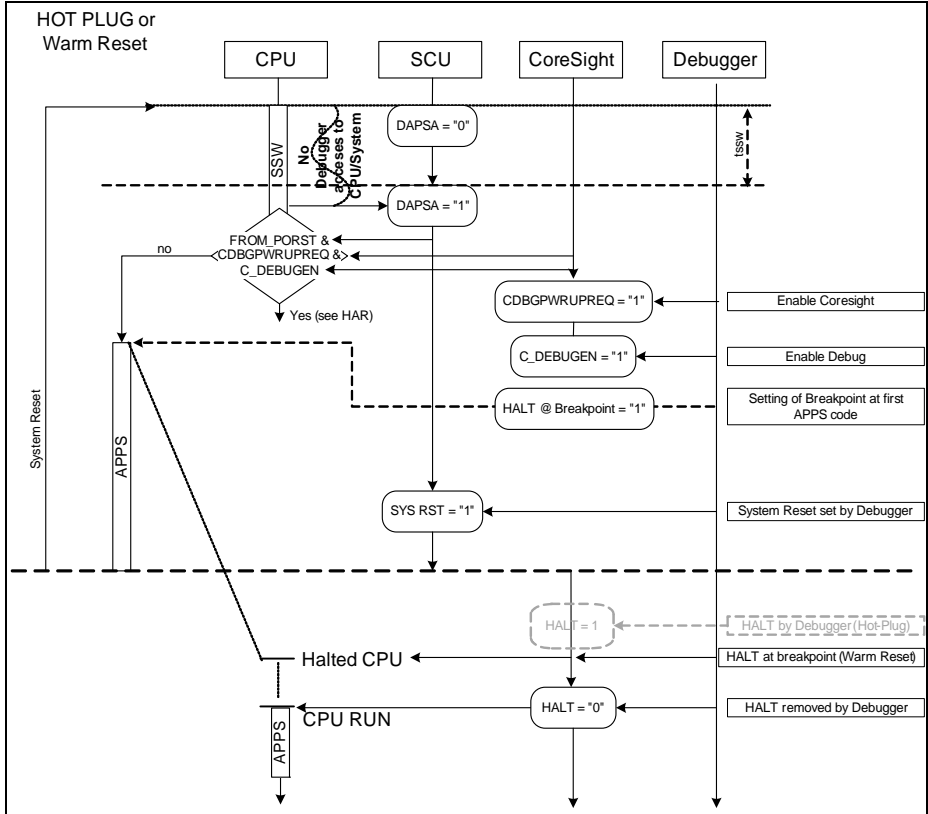 HOT PLUG or
Warm Reset
CPU
SCU
CoreSight
Debugger
DAPSA = "0"
SSW
No
Debugger
acceses to
CPU/System
tssw
DAPSA = "1"
FROM_PORST &
CDBGPWRUPREQ &
C_DEBUGEN
no
Yes (see HAR)
CDBGPWRUPREQ = "1"
Enable Coresight
C_DEBUGEN = "1"
Enable Debug
HALT @ Breakpoint = "1"
Setting of Breakpoint at first
APPS code
System Reset
APPS
SYS RST = "1"
System Reset set by Debugger
HALT = 1
HALT by Debugger (Hot-Plug)
Halted CPU
HALT at breakpoint (Warm Reset)
CPU RUN
HALT = "0"
HALT removed by Debugger
APPS